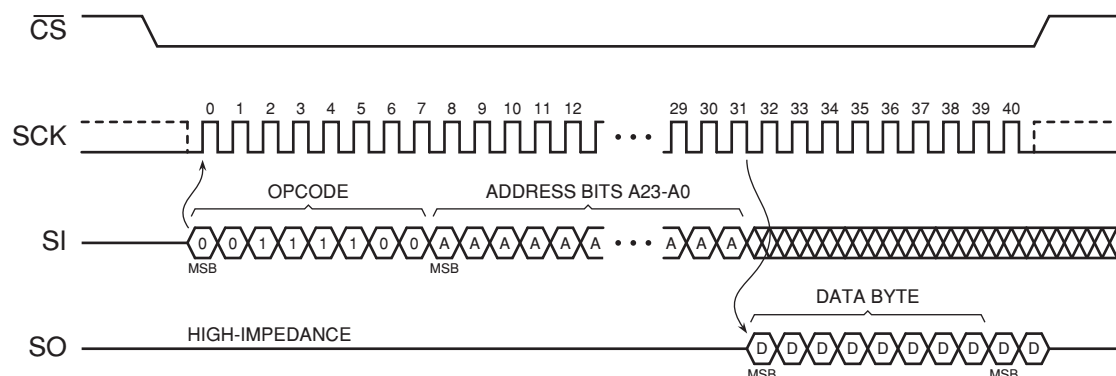 CS
0 1 2 3 4 5 6 7 8 9 10 11 12 29 30 31 32 33 34 35 36 37 38 39 40
SCK
OPCODE ADDRESS BITS A23-A0
SI 0 0 1 1 1 1 0 0 A A A A A A A A A
MSB MSB
DATA BYTE
HIGH-IMPEDANCE
SO D D D D D D D D D D
MSB MSB